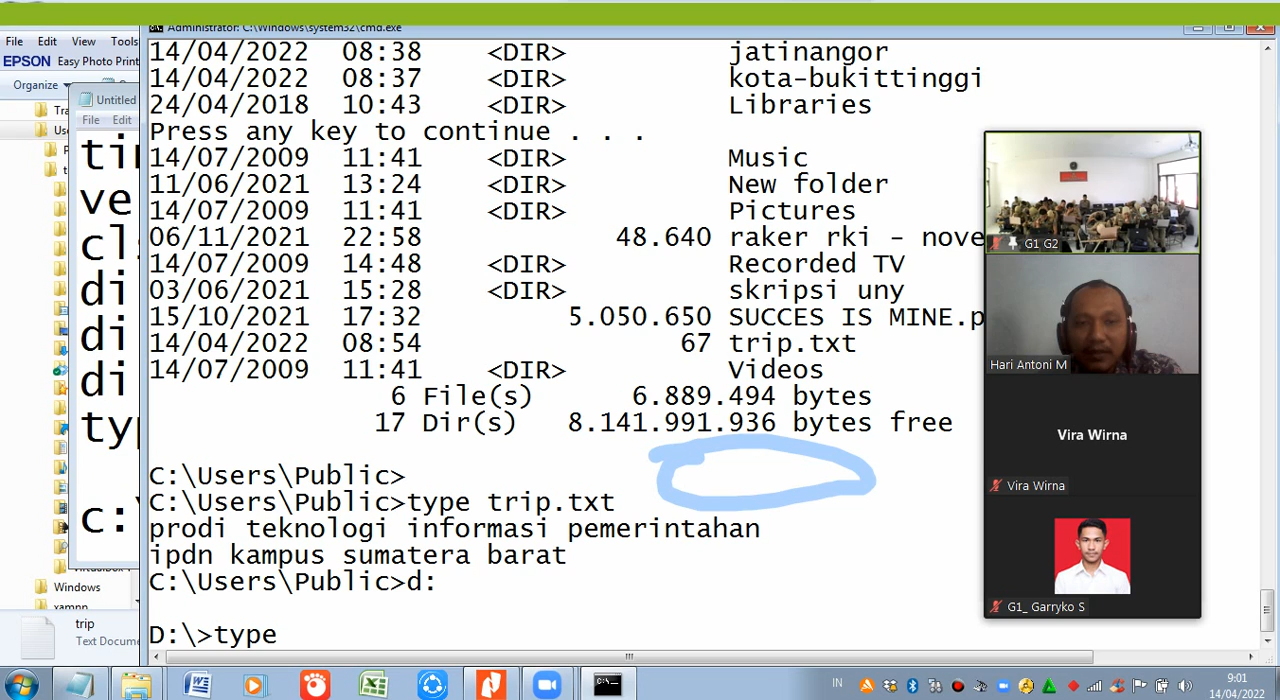 Administrator: C:\Windows\system32\cmd.exe
File Edit View Tools
EPSON Easy Photo Print
Organize
Untitled
File Edit
14/04/2022 08:38 <DIR> jatinangor
14/04/2022 08:37 <DIR> kota-bukittinggi
24/04/2018 10:43 <DIR> Libraries
Press any key to continue . . .
14/07/2009 11:41 <DIR> Music
11/06/2021 13:24 <DIR> New folder
14/07/2009 11:41 <DIR> Pictures
06/11/2021 22:58 48.640 raker rki - nove
14/07/2009 14:48 <DIR> Recorded TV
03/06/2021 15:28 <DIR> skripsi uny
15/10/2021 17:32 5.050.650 SUCCES IS MINE.p
14/04/2022 08:54 67 trip.txt
14/07/2009 11:41 <DIR> Videos
6 File(s) 6.889.494 bytes
17 Dir(s) 8.141.991.936 bytes free
C:\Users\Public>
C:\Users\Public>type trip.txt
prodi teknologi informasi pemerintahan
ipdn kampus sumatera barat
C:\Users\Public>d:
D:\>type
ve
di
di
di
c:\
Windows
xampp
trip
Text Docume
G1 G2
Hari Antoni M
Vira Wirna
Vira Wirna
G1_ Garryko S
IN
9:01
14/04/2022